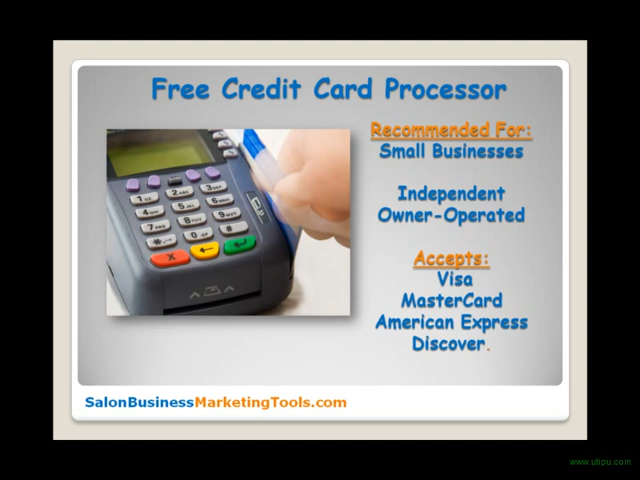 Free Credit Card Processor
Recommended For:
Small Businesses
Independent
Owner-Operated
Accepts:
Visa
MasterCard
American Express
Discover.
SalonBusinessMarketingTools.com
www.utipu.com